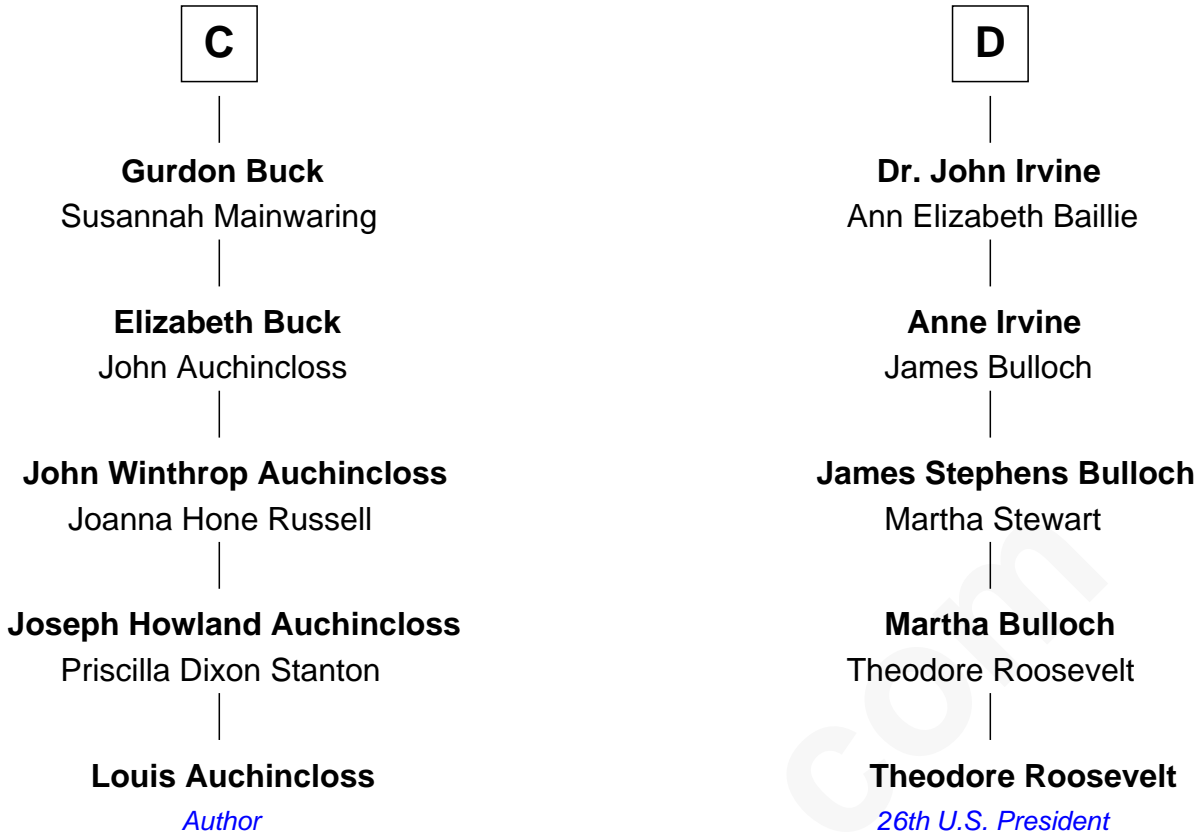 C
Gurdon Buck
Susannah Mainwaring
Elizabeth Buck
John Auchincloss
John Winthrop Auchincloss
Joanna Hone Russell
Joseph Howland Auchincloss
Priscilla Dixon Stanton
Louis Auchincloss
Author
D
Dr. John Irvine
Ann Elizabeth Baillie
Anne Irvine
James Bulloch
James Stephens Bulloch
Martha Stewart
Martha Bulloch
Theodore Roosevelt
Theodore Roosevelt
26th U.S. President
com